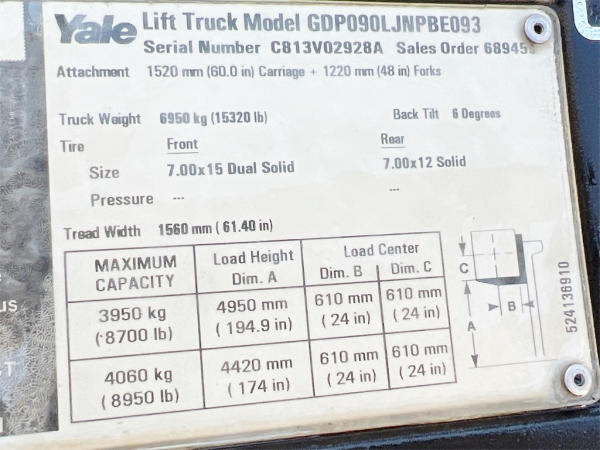 Yale Lift Truck Model GDP090LJNPBE093
Serial Number C813V02928A Sales Order 689455
Attachment 1520 mm (60.0 in) Carriage + 1220 mm (48 in) Forks
Truck Weight 6950 kg (15320 lb) Back Tilt 6 Degrees
Tire Front Rear
Size 7.00x15 Dual Solid 7.00x12 Solid
Pressure --- ---
Tread Width 1560 mm ( 61.40 in)
MAXIMUM CAPACITY Load Height Dim. A Load Center Dim. B Dim. C
3950 kg ( 8700 lb) 4950 mm ( 194.9 in) 610 mm ( 24 in) 610 mm ( 24 in)
4060 kg ( 8950 lb) 4420 mm ( 174 in) 610 mm ( 24 in) 610 mm ( 24 in)
C
B
A
524136910
us